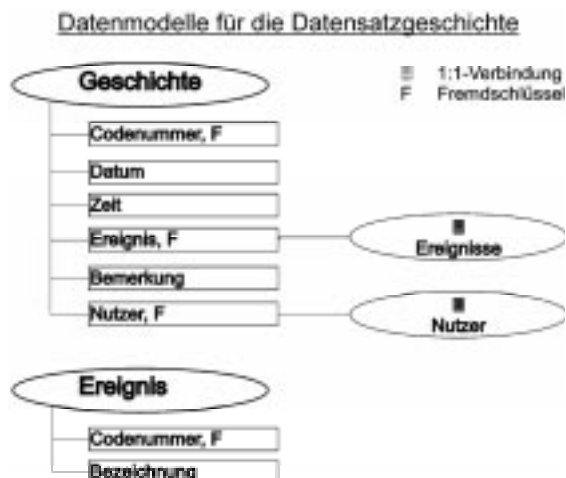 Datenmodelle für die Datensatzgeschichte
Geschichte
1:1-Verbindung
F Fremdschlüssel
Codenummer, F
Datum
Zeit
Ereignis, F
Ereignisse
Bemerkung
Nutzer, F
Nutzer
Ereignis
Codenummer, F
Bezeichnung